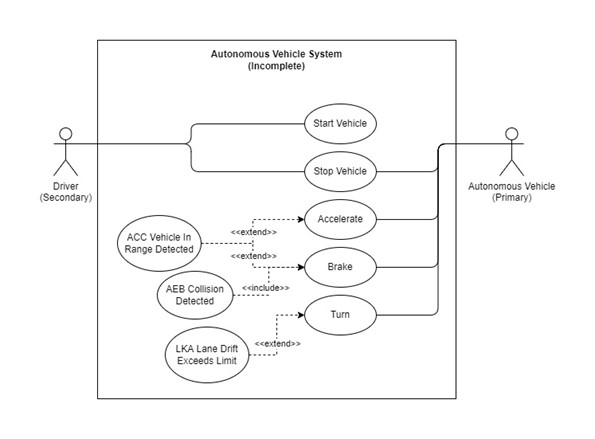 Autonomous Vehicle System
(Incomplete)
Start Vehicle
Stop Vehicle
Driver
(Secondary)
Autonomous Vehicle
(Primary)
<<extend>>
Accelerate
ACC Vehicle In
Range Detected
<<extend>>
Brake
AEB Collision
Detected
<<include>>
Turn
<<extend>>
LKA Lane Drift
Exceeds Limit